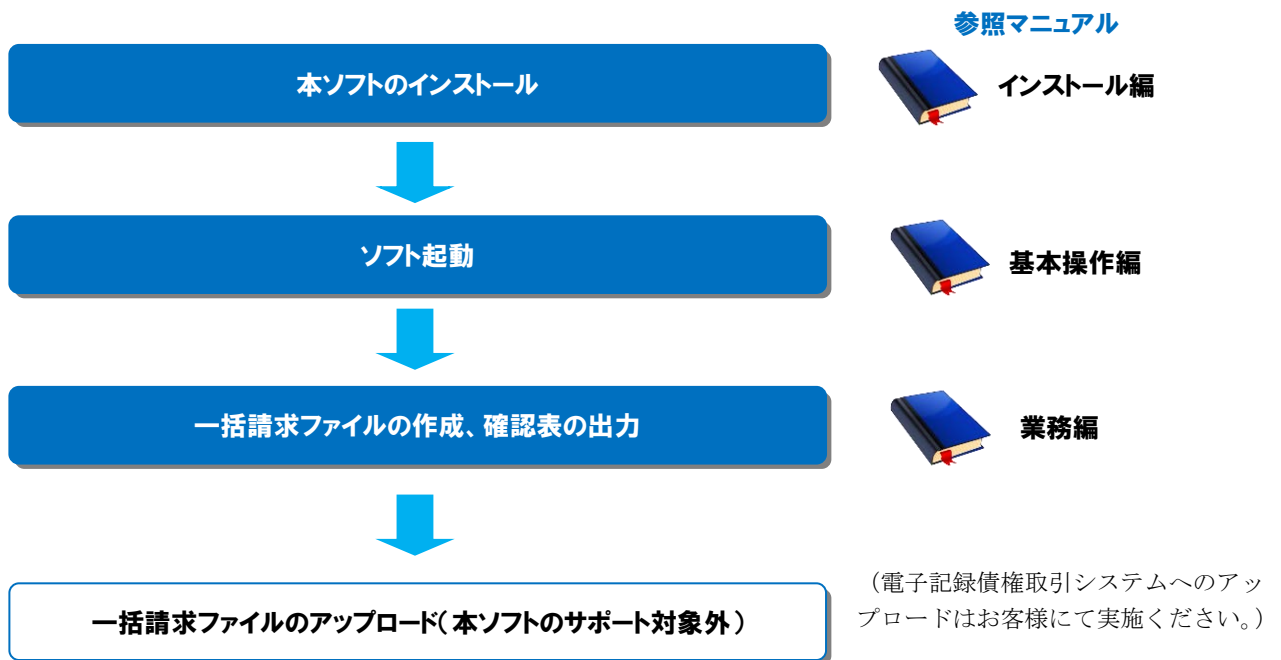 参照マニュアル
本ソフトのインストール
インストール編
ソフト起動
基本操作編
一括請求ファイルの作成、確認表の出力
業務編
一括請求ファイルのアップロード(本ソフトのサポート対象外)
(電子記録債権取引システムへのアッ
プロードはお客様にて実施ください。)